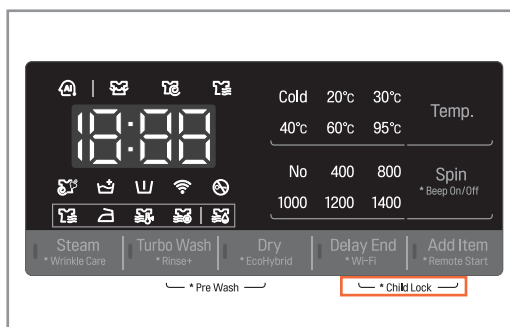 AI
18:88
Cold 20°c 30°c
40°c 60°c 95°c
Temp.
No 400 800
1000 1200 1400
Spin
* Beep On/Off
Steam
* Wrinkle Care
Turbo Wash
* Rinse+
Dry
* EcoHybrid
Delay End
* Wi-Fi
Add Item
* Remote Start
* Pre Wash
* Child Lock